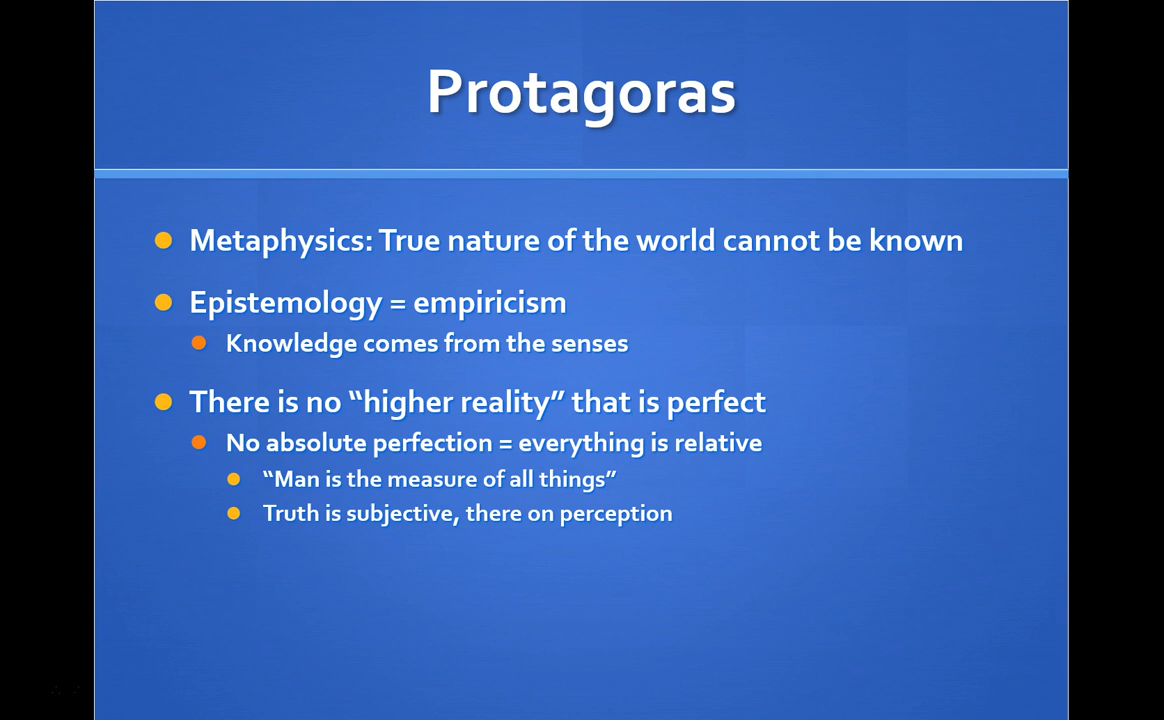 Protagoras
Metaphysics: True nature of the world cannot be known
Epistemology = empiricism
Knowledge comes from the senses
There is no “higher reality” that is perfect
No absolute perfection = everything is relative
“Man is the measure of all things”
Truth is subjective, there on perception